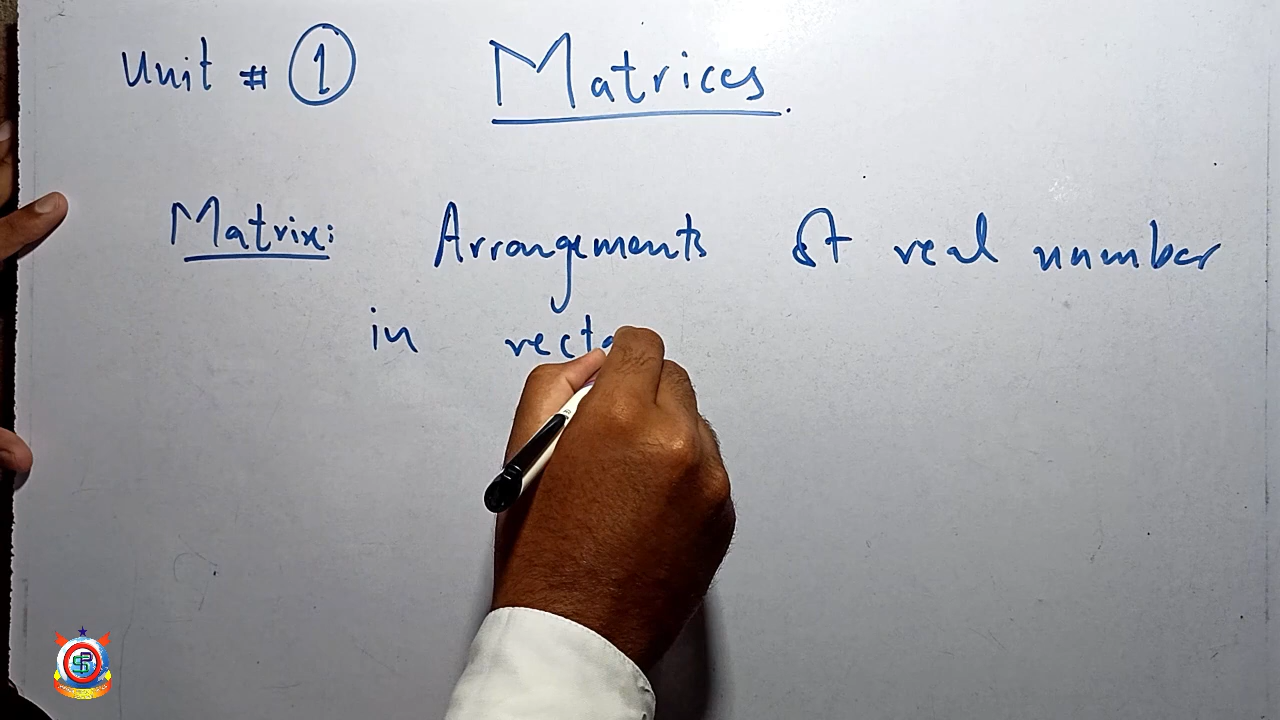 Unit # 1 Matrices.
Matrix: Arrangements of real number
in recta